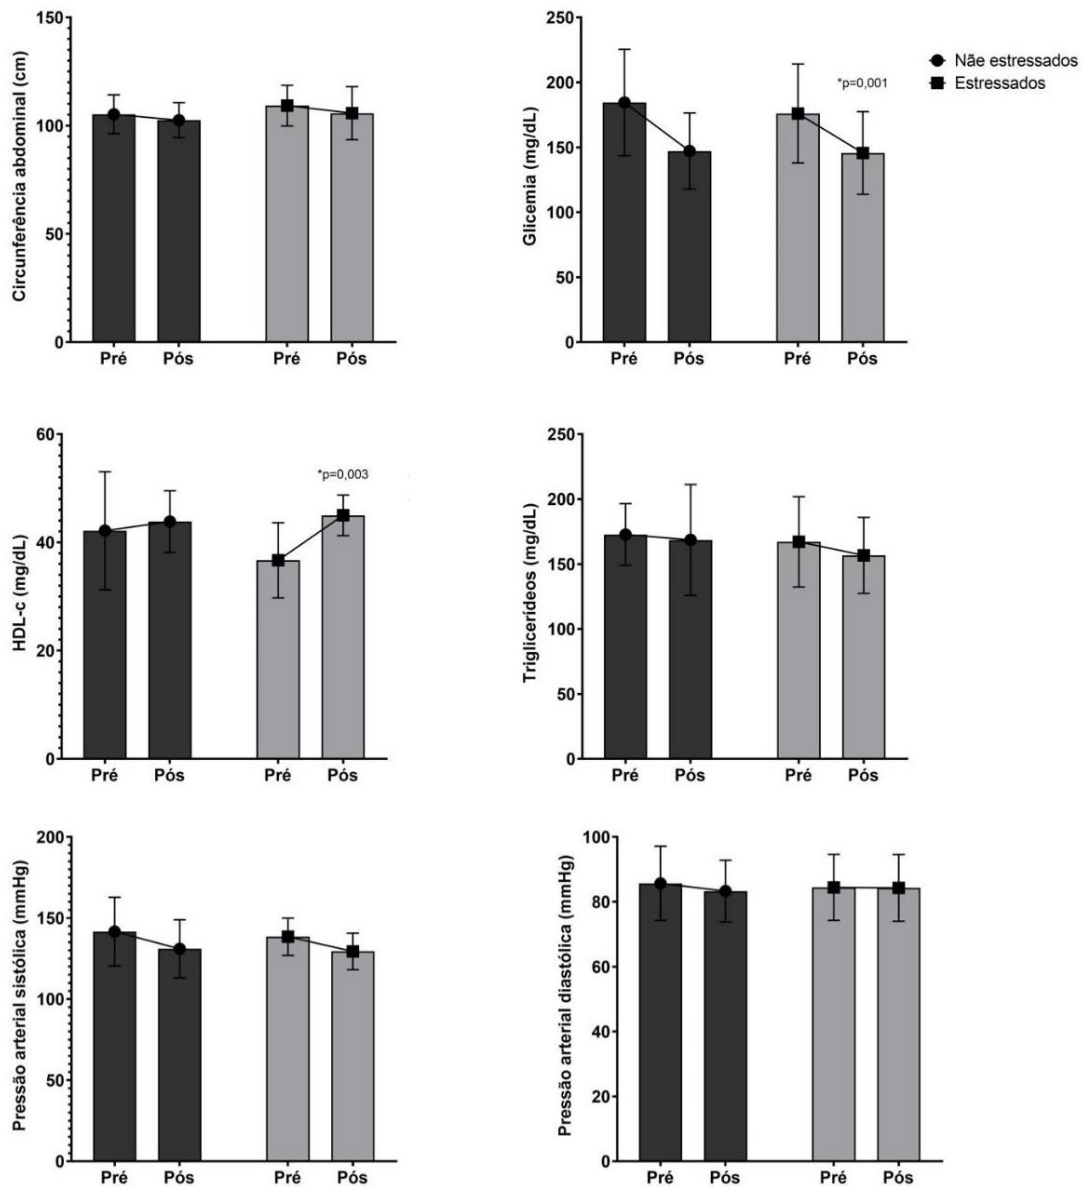 Circunferência abdominal (cm)
150
100
50
0
Pré
Pós
Pré
Pós
Glicemia (mg/dL)
250
200
150
100
50
0
*p=0,001
Pré
Pós
Pré
Pós
Nãe estressados
Estressados
HDL-c (mg/dL)
60
40
20
0
*p=0,003
Pré
Pós
Pré
Pós
Triglicerídeos (mg/dL)
250
200
150
100
50
0
Pré
Pós
Pré
Pós
Pressão arterial sistólica (mmHg)
200
150
100
50
0
Pré
Pós
Pré
Pós
Pressão arterial diastólica (mmHg)
100
80
60
40
20
0
Pré
Pós
Pré
Pós